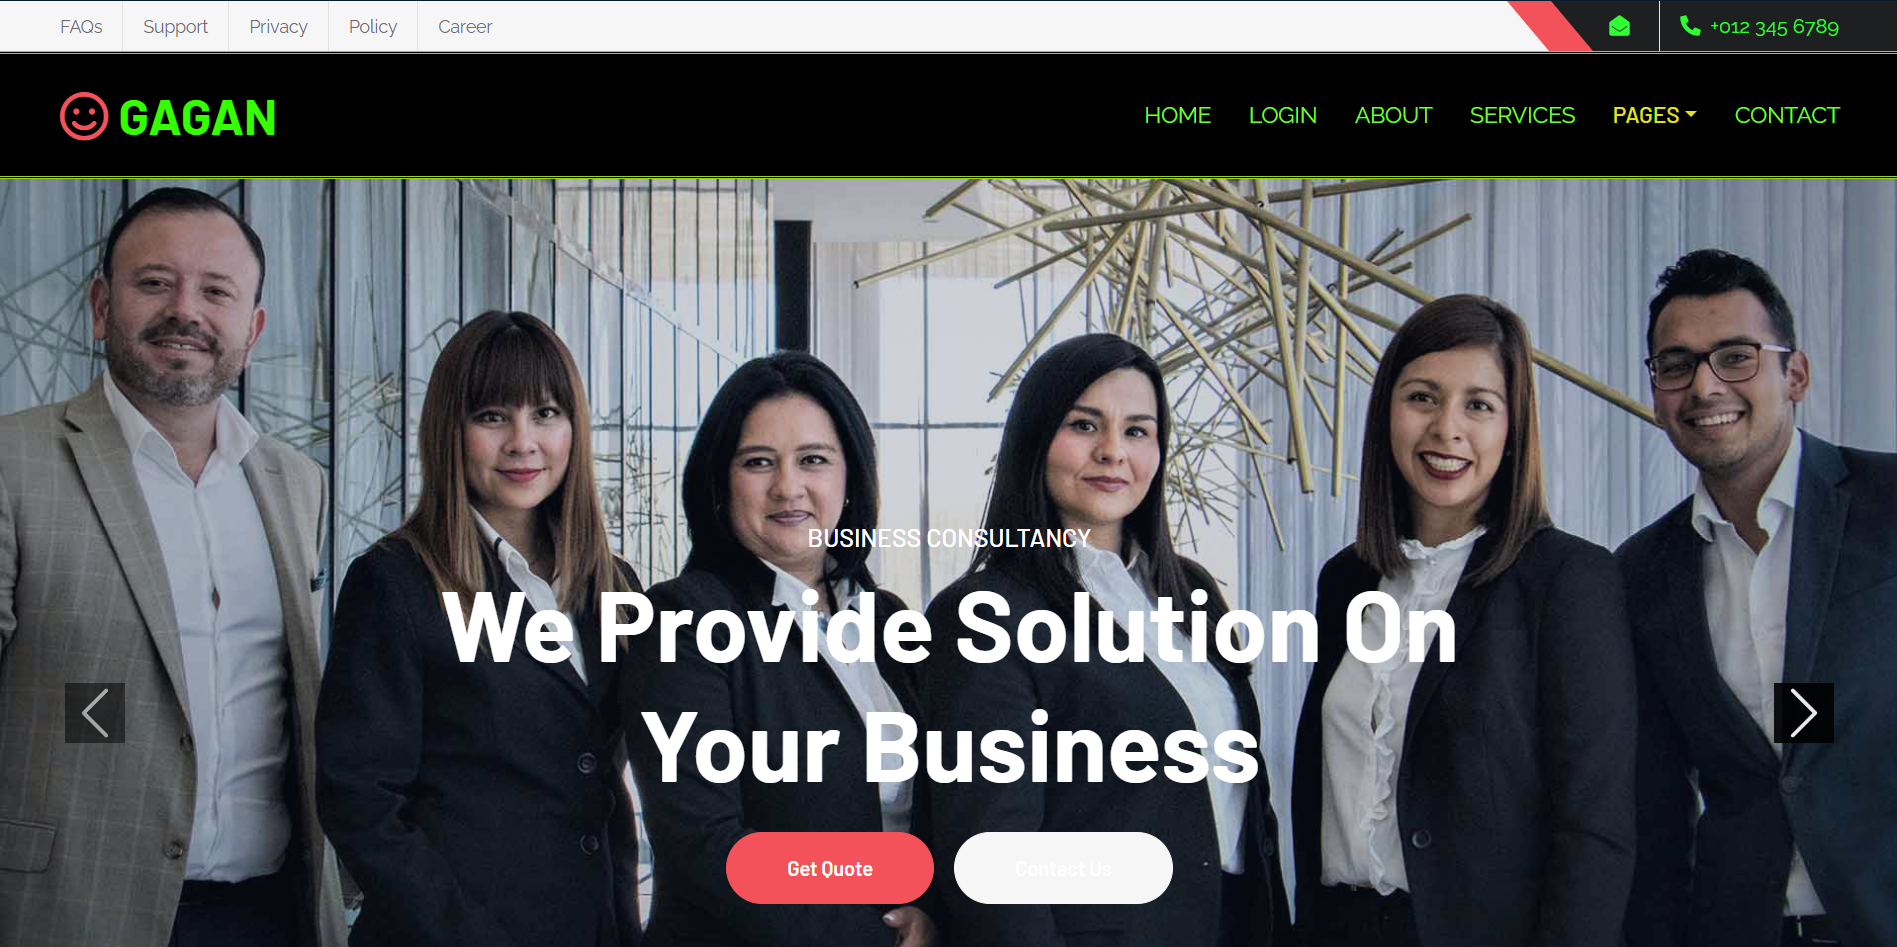 FAQs Support Privacy Policy Career +012 345 6789
GAGAN HOME LOGIN ABOUT SERVICES PAGES CONTACT
BUSINESS CONSULTANCY
We Provide Solution On
Your Business
Get Quote Contact Us